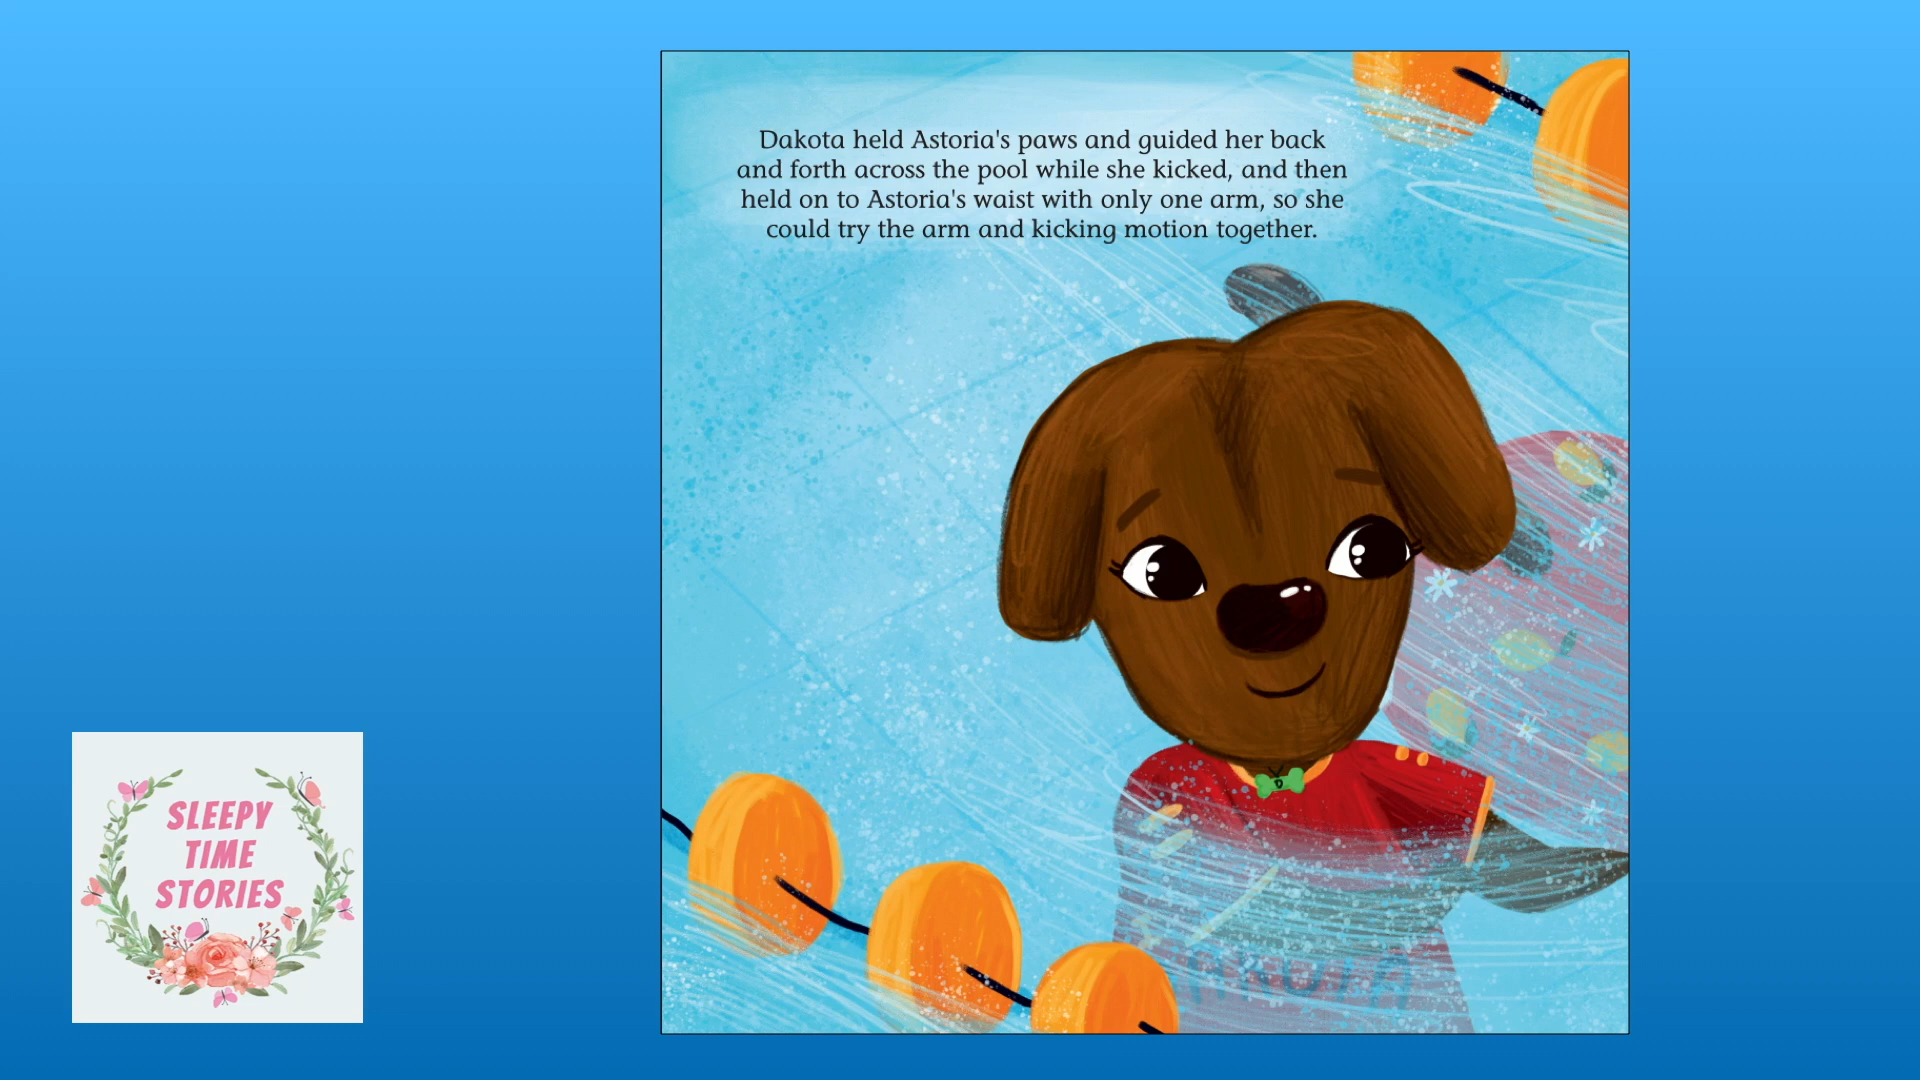 Dakota held Astoria's paws and guided her back
and forth across the pool while she kicked, and then
held on to Astoria's waist with only one arm, so she
could try the arm and kicking motion together.
D
SLEEPY
TIME
STORIES